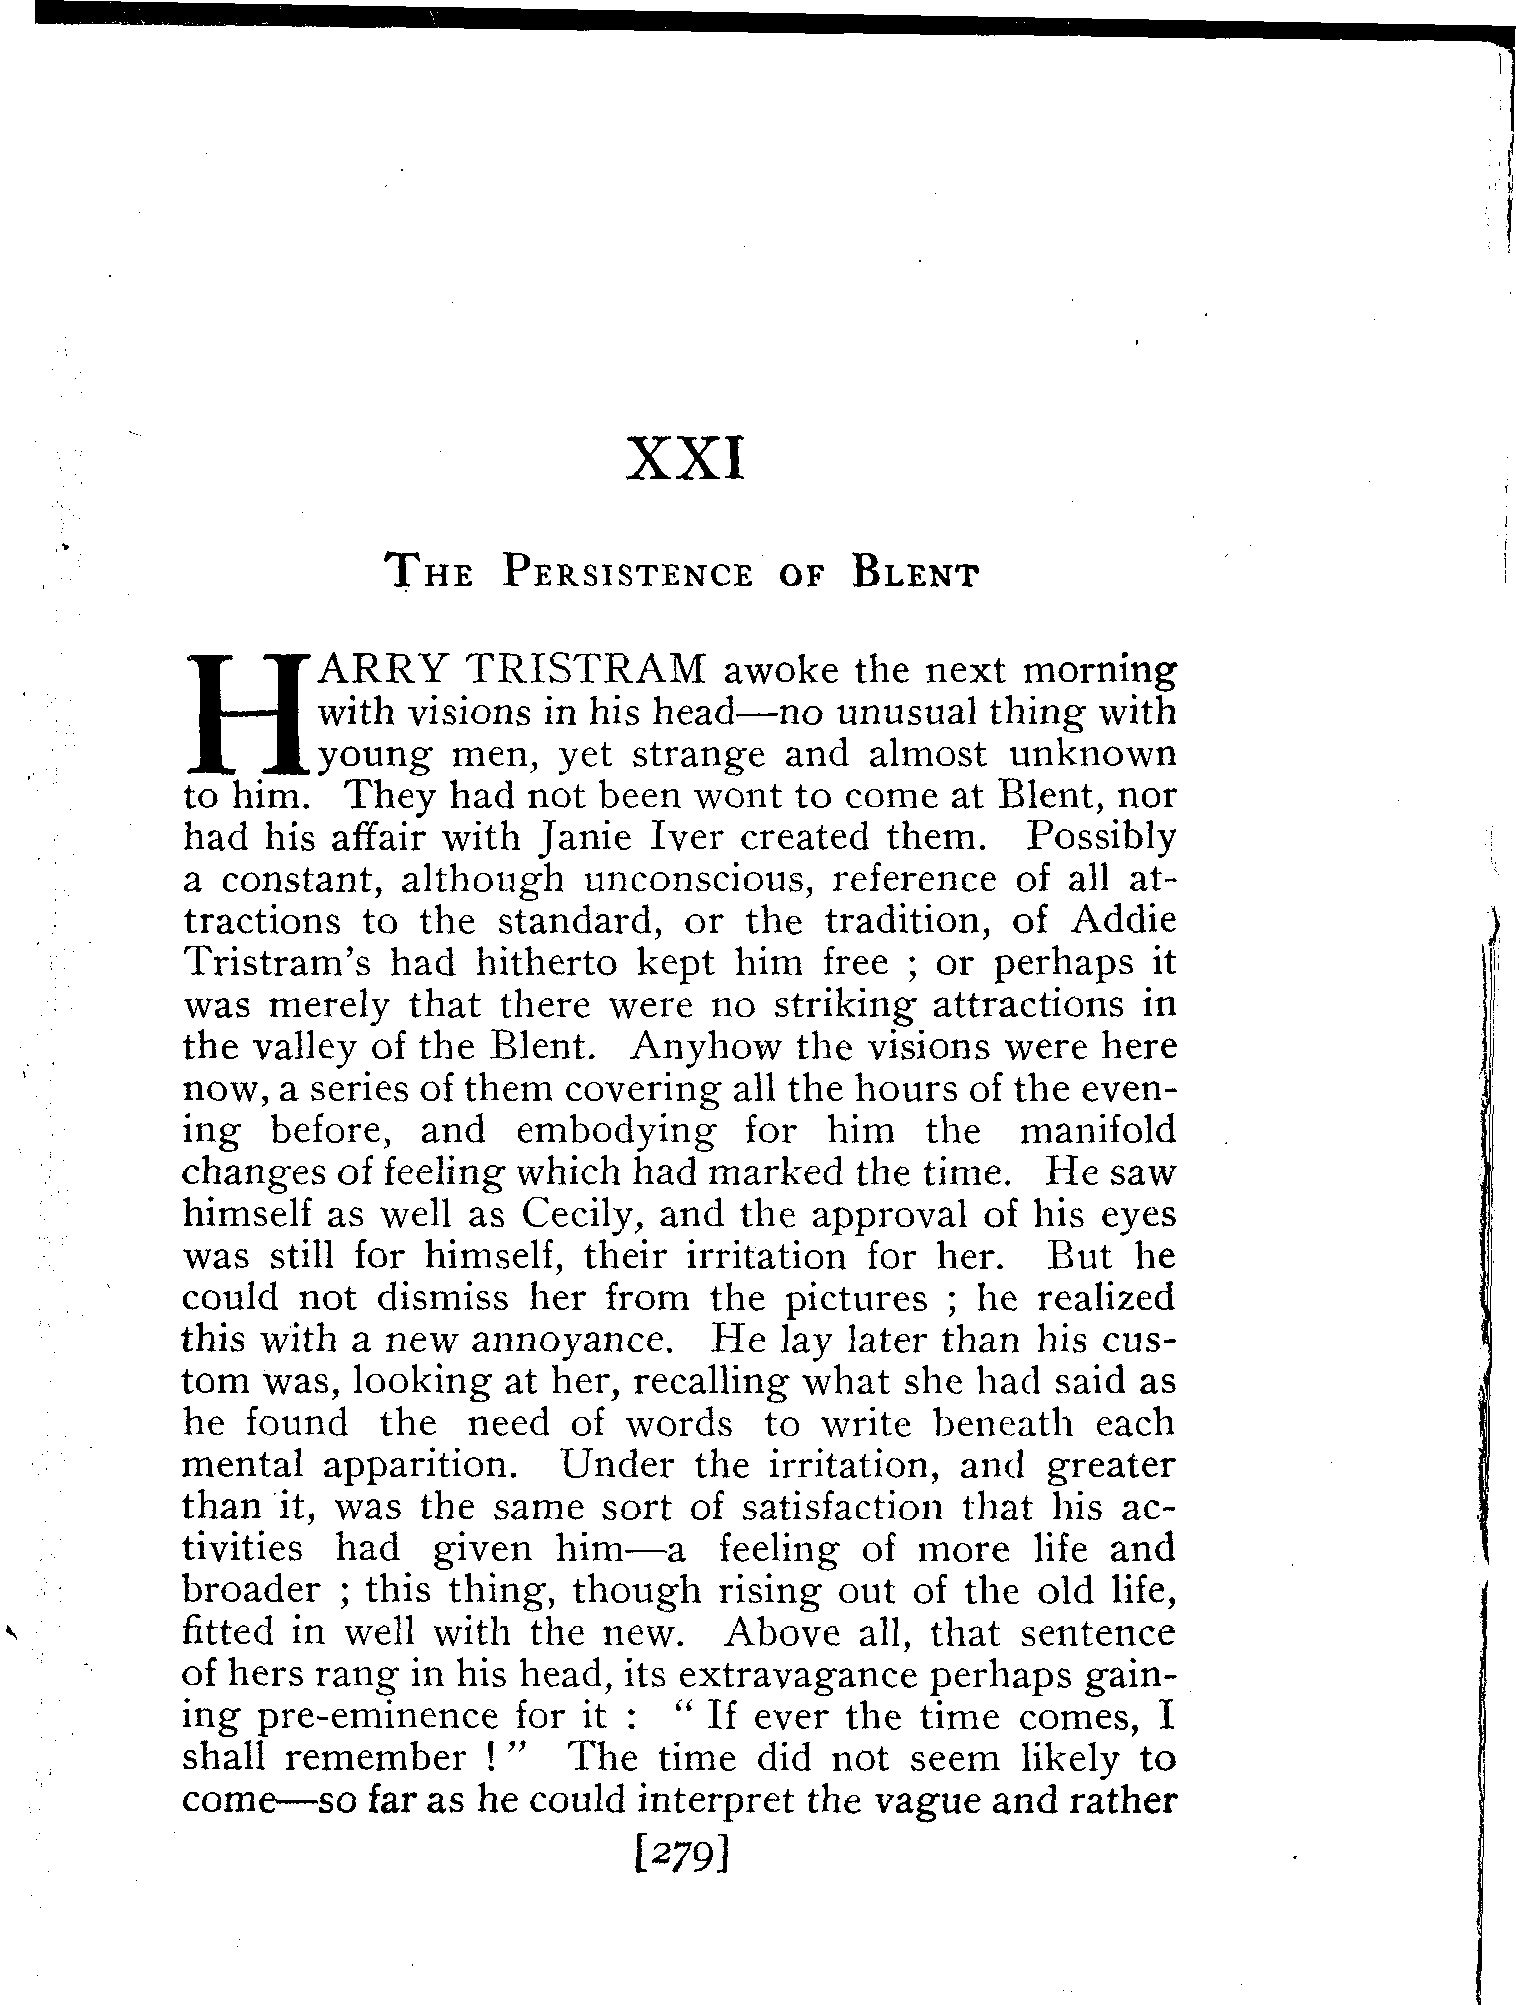 XXI
The Persistence of Blent
HARRY TRISTRAM awoke the next morning
with visions in his head—no unusual thing with
young men, yet strange and almost unknown
to him. They had not been wont to come at Blent, nor
had his affair with Janie Iver created them. Possibly
a constant, although unconscious, reference of all at-
tractions to the standard, or the tradition, of Addie
Tristram's had hitherto kept him free ; or perhaps it
was merely that there were no striking attractions in
the valley of the Blent. Anyhow the visions were here
now, a series of them covering all the hours of the even-
ing before, and embodying for him the manifold
changes of feeling which had marked the time. He saw
himself as well as Cecily, and the approval of his eyes
was still for himself, their irritation for her. But he
could not dismiss her from the pictures ; he realized
this with a new annoyance. He lay later than his cus-
tom was, looking at her, recalling what she had said as
he found the need of words to write beneath each
mental apparition. Under the irritation, and greater
than it, was the same sort of satisfaction that his ac-
tivities had given him—a feeling of more life and
broader ; this thing, though rising out of the old life,
fitted in well with the new. Above all, that sentence
of hers rang in his head, its extravagance perhaps gain-
ing pre-eminence for it : “ If ever the time comes, I
shall remember ! ” The time did not seem likely to
come—so far as he could interpret the vague and rather
[279]